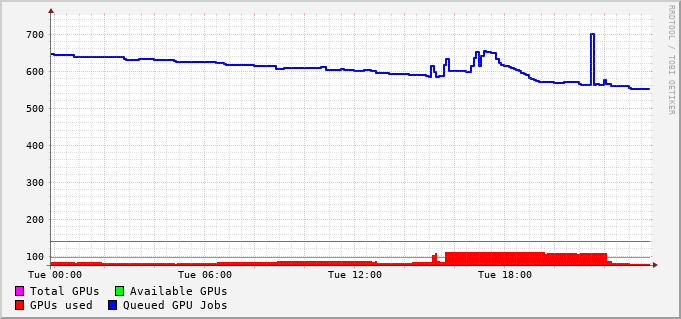 700
600
500
400
300
200
100
Tue 00:00 Tue 06:00 Tue 12:00 Tue 18:00
Total GPUs Available GPUs
GPUs used Queued GPU Jobs
RRDTOOL / TOBI OETIKER